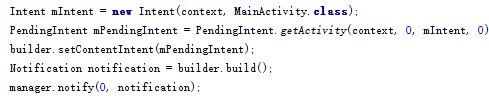 Intent mIntent = new Intent(context, MainActivity.class);
PendingIntent mPendingIntent = PendingIntent.getActivity(context, 0, mIntent, 0)
builder.setContentIntent(mPendingIntent);
Notification notification = builder.build();
manager.notify(0, notification);